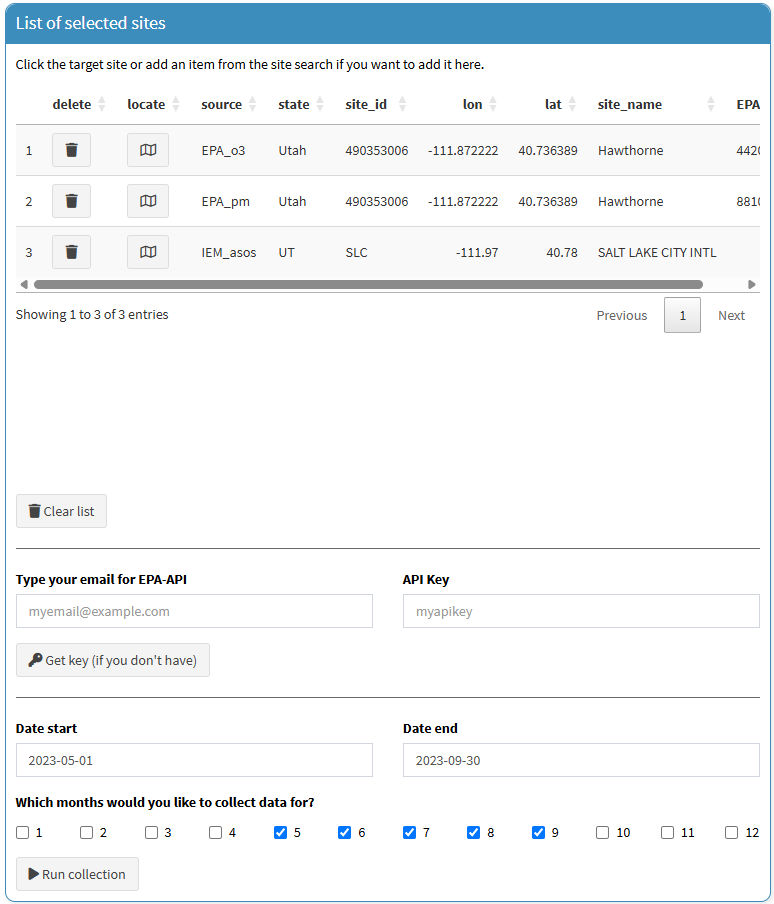 List of selected sites
Click the target site or add an item from the site search if you want to add it here.
delete locate source state site_id lon lat site_name EPA
1 EPA_o3 Utah 490353006 -111.872222 40.736389 Hawthorne 4420
2 EPA_pm Utah 490353006 -111.872222 40.736389 Hawthorne 8810
3 IEM_asos UT SLC -111.97 40.78 SALT LAKE CITY INTL
Showing 1 to 3 of 3 entries Previous 1 Next
Clear list
Type your email for EPA-API API Key
myemail@example.com myapikey
Get key (if you don't have)
Date start Date end
2023-05-01 2023-09-30
Which months would you like to collect data for?
1 2 3 4 5 6 7 8 9 10 11 12
Run collection